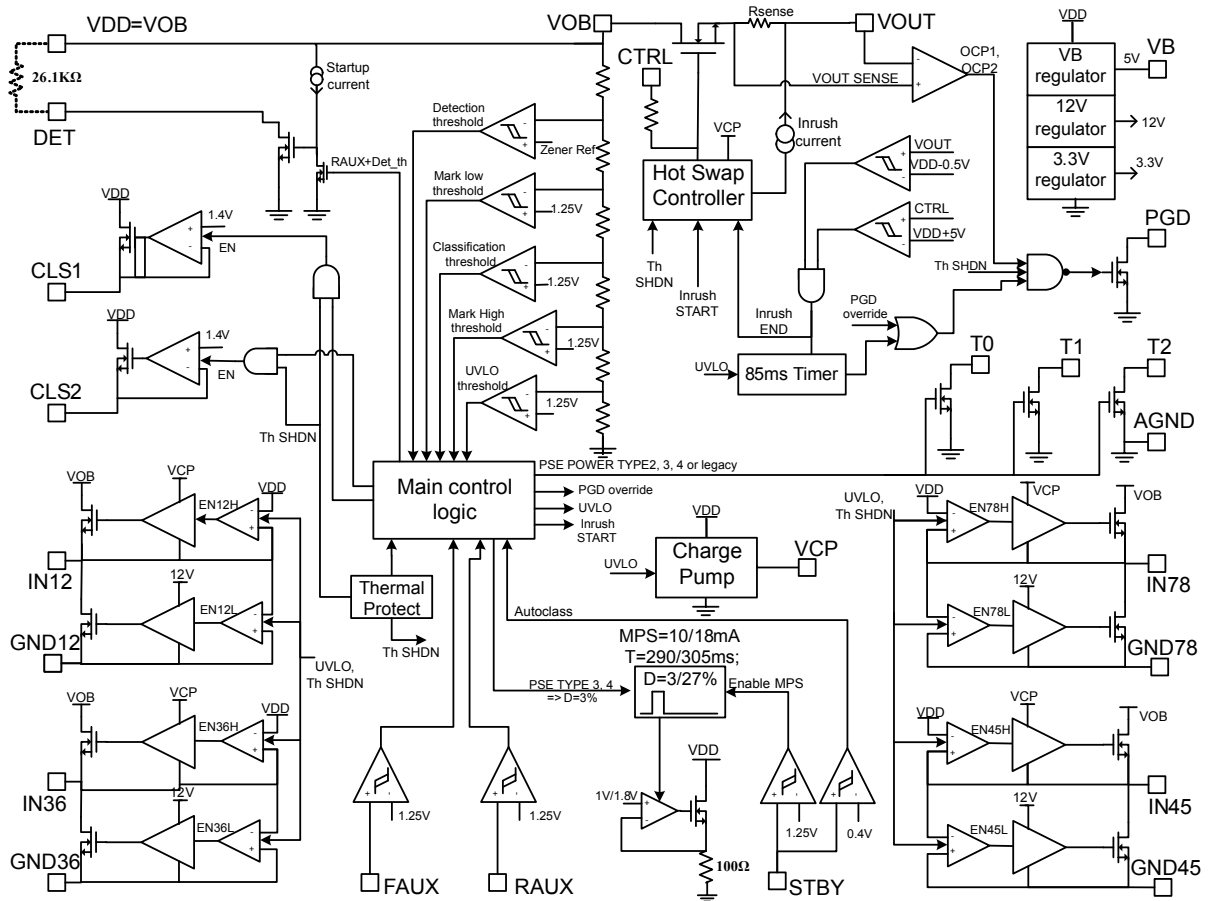 VDD=VOB
VOB
Rsense
VOUT
VDD
VB
5V
VB
regulator
12V
regulator
12V
3.3V
regulator
3.3V
26.1KΩ
DET
Startup
current
CTRL
VOUT SENSE
OCP1,
OCP2
Detection
threshold
Zener Ref
RAUX+Det_th
Mark low
threshold
1.25V
Classification
threshold
1.25V
Mark High
threshold
1.25V
UVLO
threshold
1.25V
VCP
Inrush
current
Hot Swap
Controller
VOUT
VDD-0.5V
CTRL
VDD+5V
Th
SHDN
Inrush
START
Inrush
END
Th SHDN
PGD
PGD
override
UVLO
85ms Timer
VDD
1.4V
EN
CLS1
VDD
1.4V
EN
CLS2
Th SHDN
T0
T1
T2
AGND
Main control
logic
PSE POWER TYPE2, 3, 4 or legacy
PGD override
UVLO
Inrush
START
Thermal
Protect
Th SHDN
VDD
UVLO
Charge
Pump
VCP
Autoclass
MPS=10/18mA
T=290/305ms;
D=3/27%
PSE TYPE 3, 4
=> D=3%
Enable MPS
VDD
1V/1.8V
100Ω
1.25V
FAUX
1.25V
RAUX
1.25V
0.4V
STBY
VOB
VCP
EN12H
VDD
IN12
12V
EN12L
GND12
UVLO,
Th SHDN
VOB
VCP
EN36H
VDD
IN36
12V
EN36L
GND36
UVLO,
Th SHDN
VDD
EN78H
VCP
VOB
IN78
12V
EN78L
GND78
VDD
EN45H
VCP
VOB
IN45
12V
EN45L
GND45